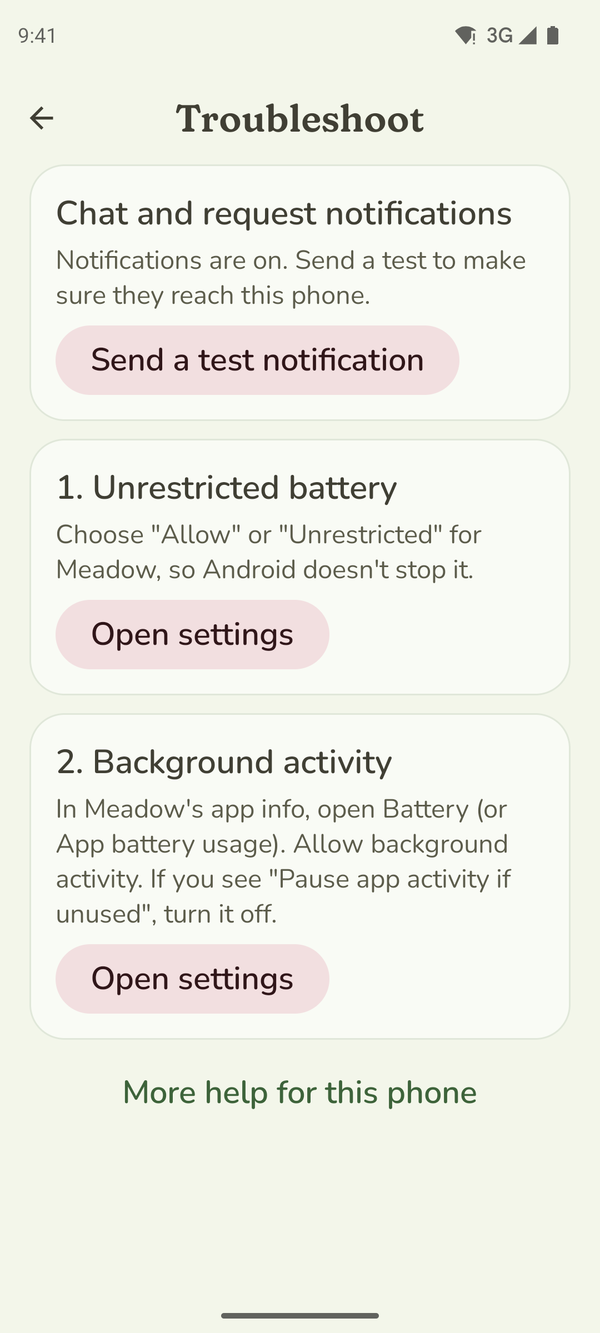 9:41
3G
Troubleshoot
Chat and request notifications
Notifications are on. Send a test to make
sure they reach this phone.
Send a test notification
1. Unrestricted battery
Choose "Allow" or "Unrestricted" for
Meadow, so Android doesn't stop it.
Open settings
2. Background activity
In Meadow's app info, open Battery (or
App battery usage). Allow background
activity. If you see "Pause app activity if
unused", turn it off.
Open settings
More help for this phone